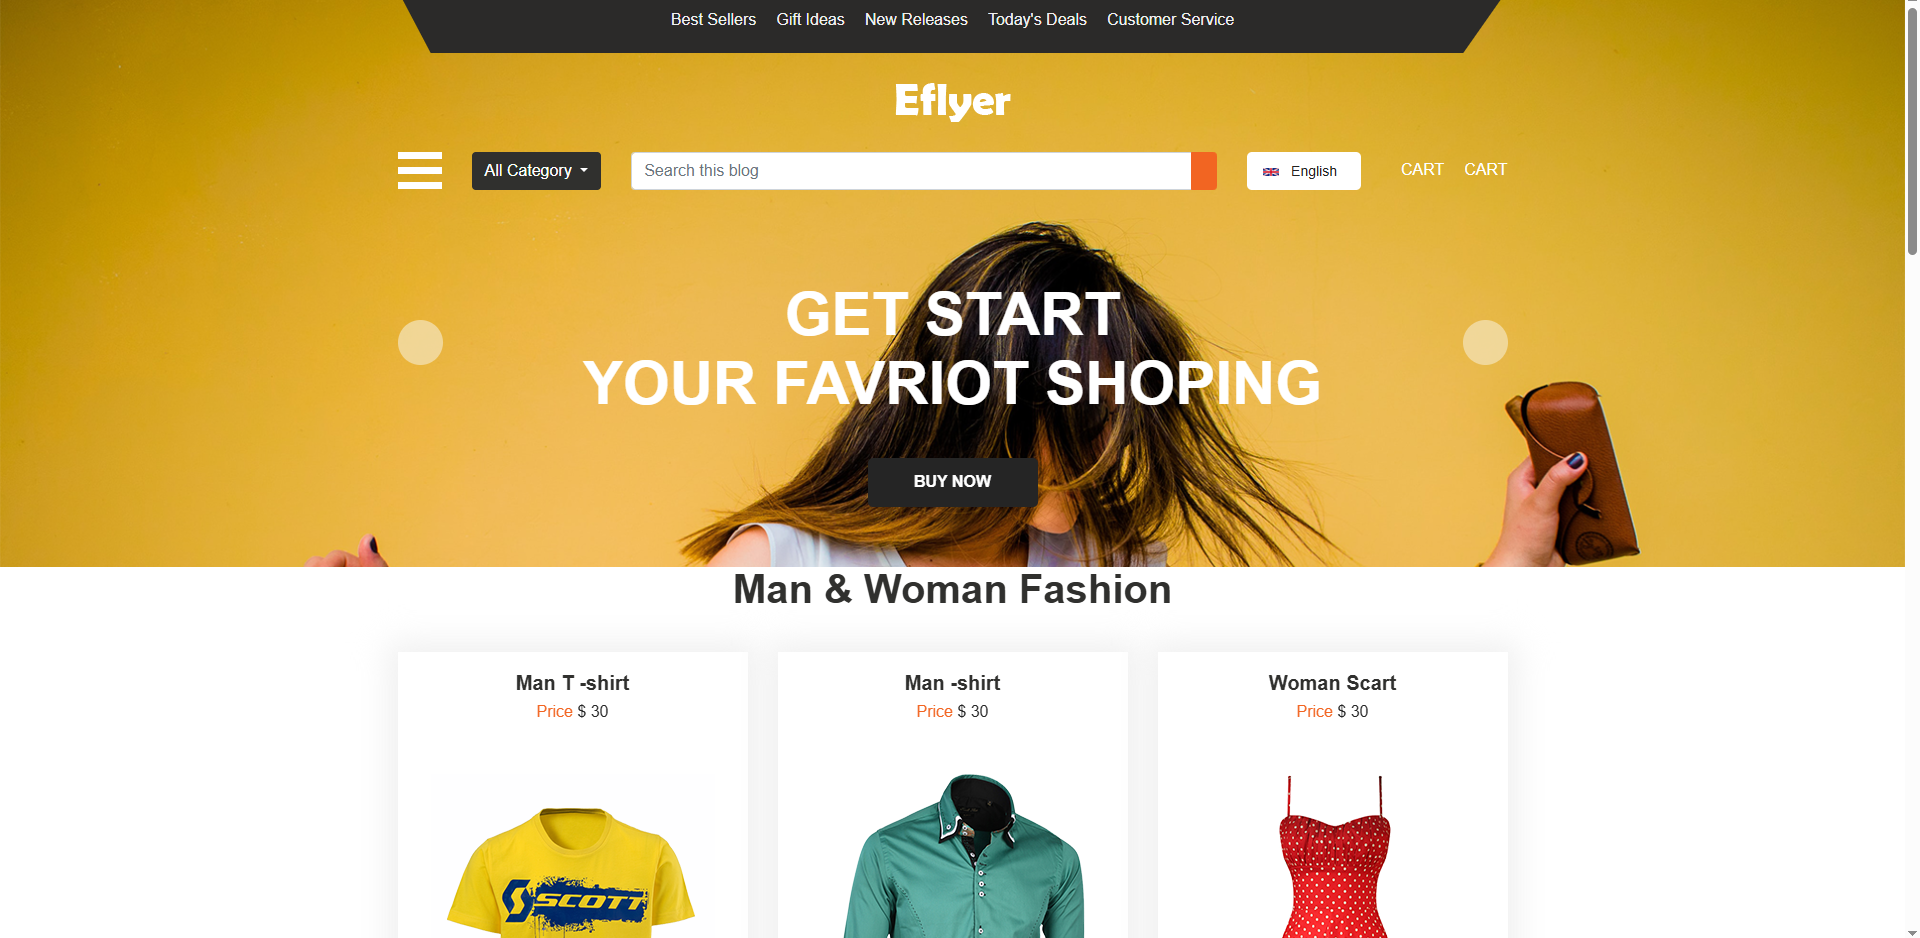 Best Sellers Gift Ideas New Releases Today's Deals Customer Service
Eflyer
All Category Search this blog English CART CART
GET START
YOUR FAVRIOT SHOPING
BUY NOW
Man & Woman Fashion
Man T -shirt
Price $ 30
Man -shirt
Price $ 30
Woman Scart
Price $ 30
SCOTT